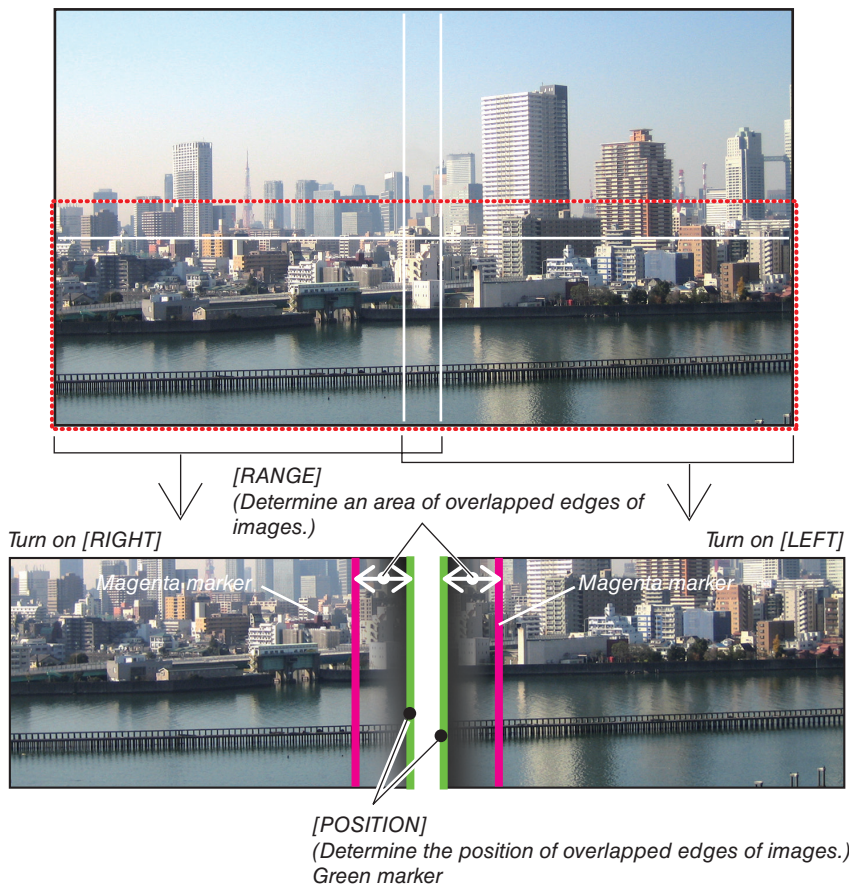 [RANGE]
(Determine an area of overlapped edges of
images.)
Turn on [RIGHT]
Turn on [LEFT]
Magenta marker
Magenta marker
[POSITION]
(Determine the position of overlapped edges of images.)
Green marker